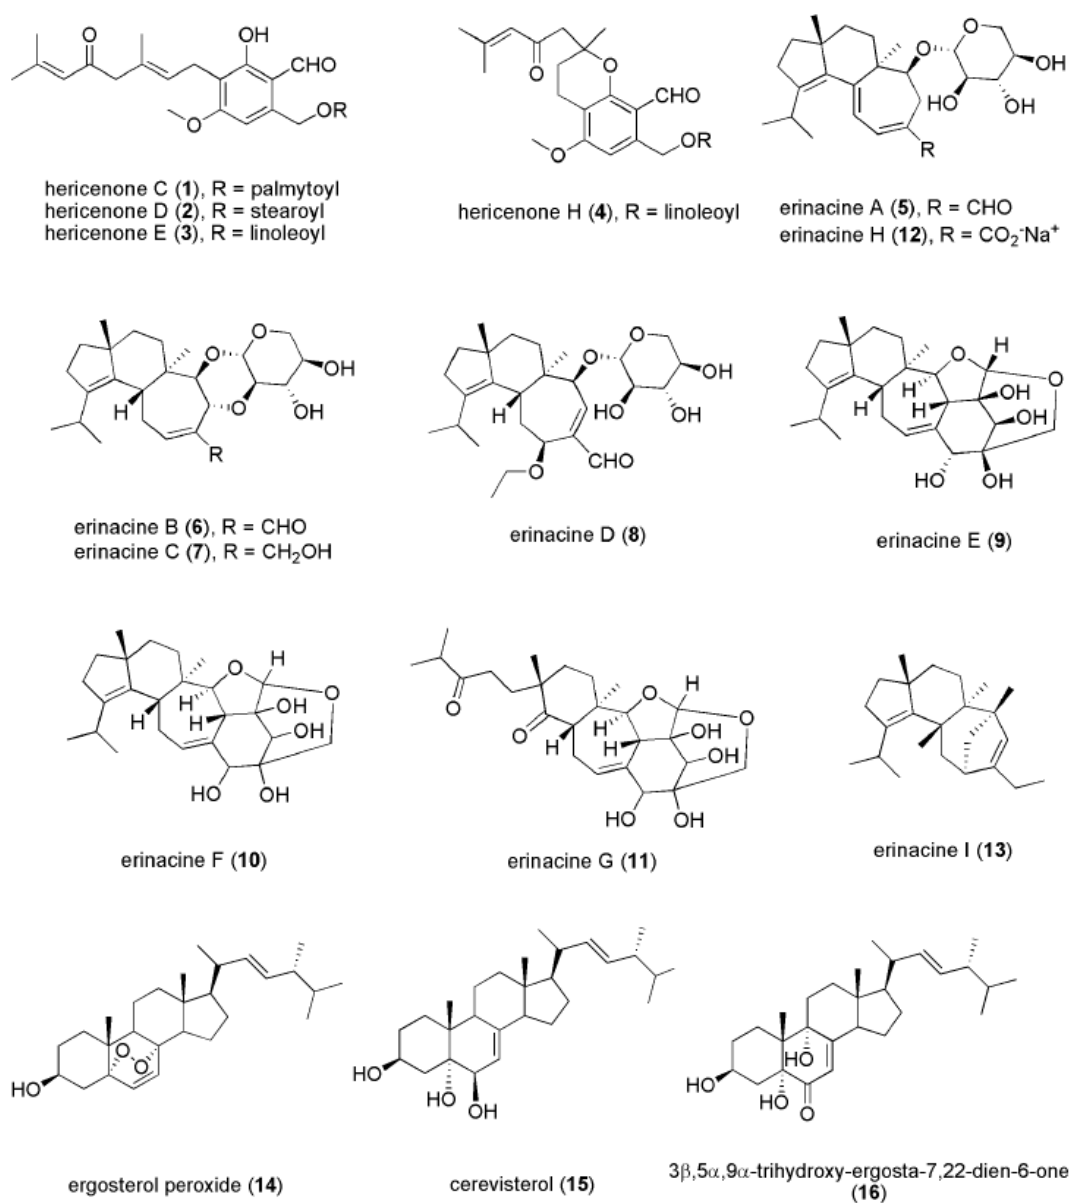 O
OH
CHO
O
OR
hericenone C (1), R = palmytoyl
hericenone D (2), R = stearoyl
hericenone E (3), R = linoleoyl
O
O
CHO
O
OR
hericenone H (4), R = linoleoyl
O
O
OH
HO
OH
R
erinacine A (5), R = CHO
erinacine H (12), R = CO2-Na+
O
O
OH
H
O
OH
R
erinacine B (6), R = CHO
erinacine C (7), R = CH2OH
O
O
OH
H
HO
OH
O
CHO
erinacine D (8)
H
O
O
H
OH
H
H
OH
HO
OH
erinacine E (9)
H
O
O
H
OH
H
H
OH
HO
OH
erinacine F (10)
H
O
O
O
H
OH
O
H
H
OH
HO
OH
erinacine G (11)
erinacine I (13)
O
O
HO
ergosterol peroxide (14)
HO
HO
OH
cerevisterol (15)
HO
HO
HO
O
3β,5α,9α-trihydroxy-ergosta-7,22-dien-6-one
(16)